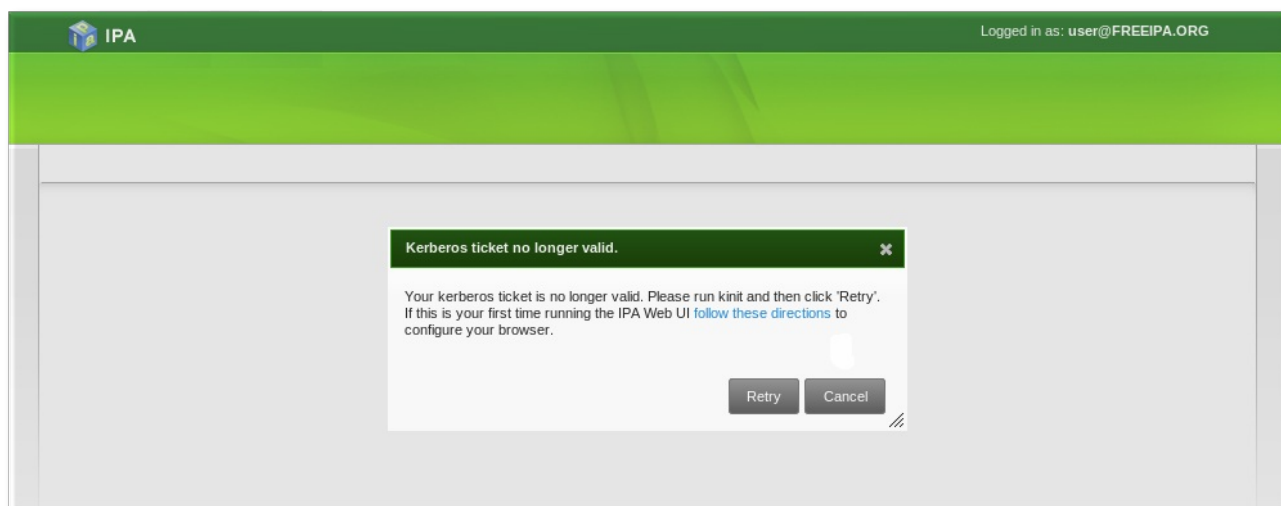 IPA
Logged in as: user@FREEIPA.ORG
Kerberos ticket no longer valid.
Your kerberos ticket is no longer valid. Please run kinit and then click 'Retry'.
If this is your first time running the IPA Web UI follow these directions to
configure your browser.
Retry Cancel